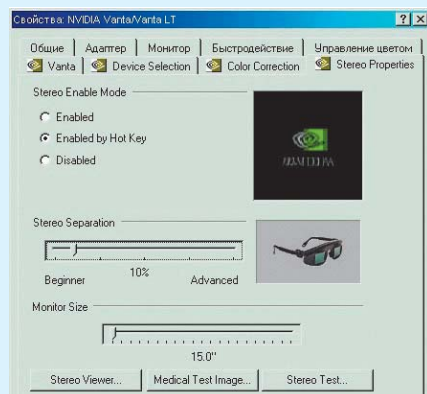 Свойства: NVIDIA Vanta/Vanta LT
Общие Адаптер Монитор Быстродействие Управление цветом
Vanta Device Selection Color Correction Stereo Properties
Stereo Enable Mode
Enabled
Enabled by Hot Key
Disabled
Stereo Separation
10%
Beginner Advanced
Monitor Size
15.0"
Stereo Viewer... Medical Test Image... Stereo Test...